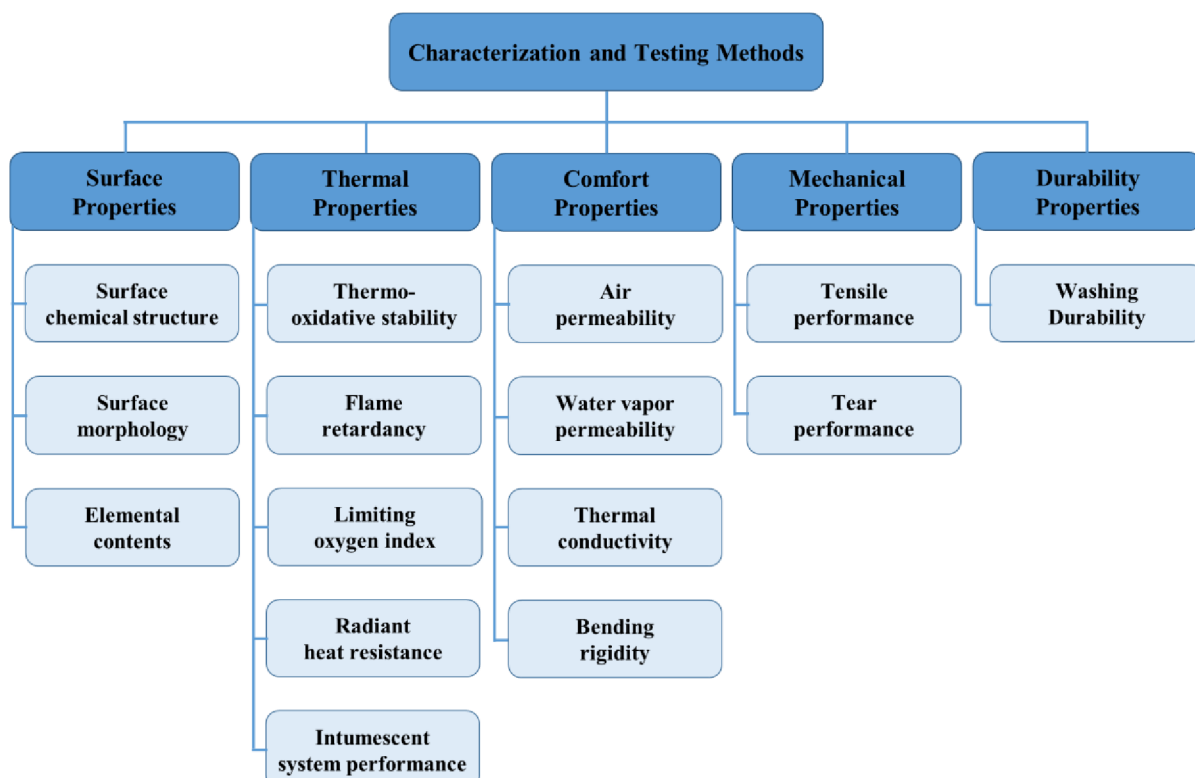 Characterization and Testing Methods
Surface
Properties
Thermal
Properties
Comfort
Properties
Mechanical
Properties
Durability
Properties
Surface
chemical structure
Surface
morphology
Elemental
contents
Thermo-
oxidative stability
Flame
retardancy
Limiting
oxygen index
Radiant
heat resistance
Intumescent
system performance
Air
permeability
Water vapor
permeability
Thermal
conductivity
Bending
rigidity
Tensile
performance
Tear
performance
Washing
Durability